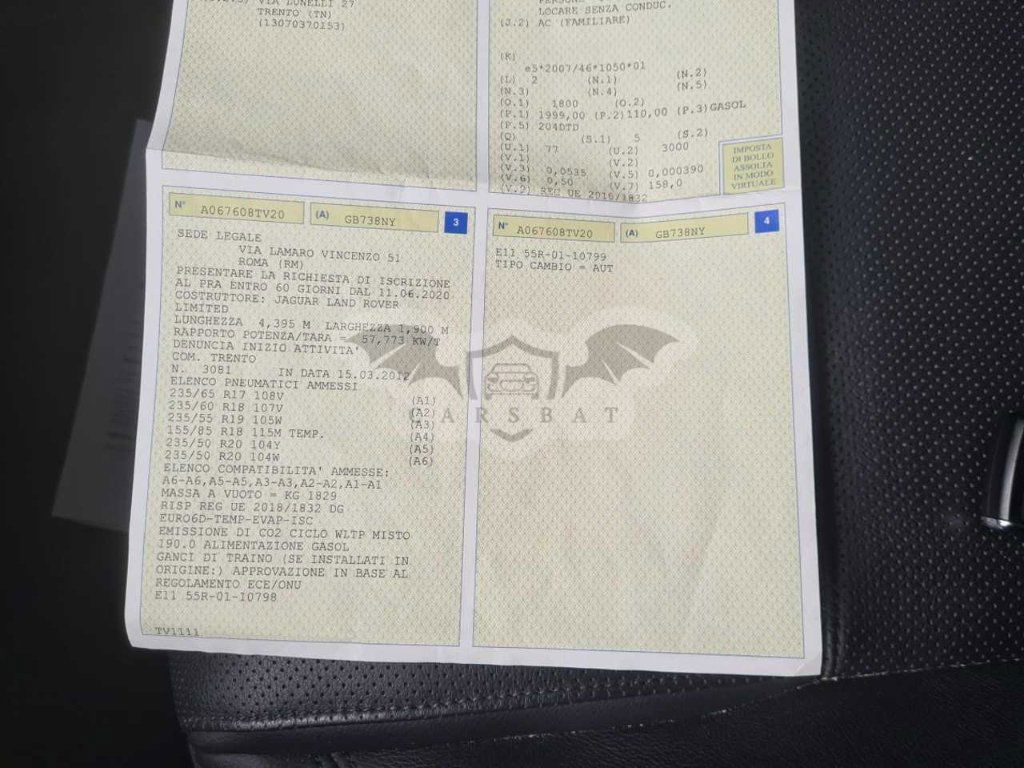 VIA LUNELLI 27
TRENTO (TN)
(13070370153)
LOCARE SENZA CONDUC.
(J.2) AC (FAMILIARE)
(K)
e5*2007/46*1050*01
(L) 2 (N.1) (N.2)
(N.3) (N.4) (N.5)
(O.1) 1800 (O.2)
(P.1) 1999,00 (P.2)110,00 (P.3)GASOL
(P.5) 204DTD
(Q) (S.1) 5 (S.2)
(U.1) 77 (U.2) 3000
(V.1) (V.2)
(V.3) 0,0535 (V.5) 0,000390
(V.6) 0,50 (V.7) 158,0
REG UE 2016/1832
IMPOSTA
DI BOLLO
ASSOLTA
IN MODO
VIRTUALE
N° A067608TV20 (A) GB738NY 3
SEDE LEGALE
VIA LAMARO VINCENZO 51
ROMA (RM)
PRESENTARE LA RICHIESTA DI ISCRIZIONE
AL PRA ENTRO 60 GIORNI DAL 11.06.2020
COSTRUTTORE: JAGUAR LAND ROVER
LIMITED
LUNGHEZZA 4,395 M LARGHEZZA 1,900 M
RAPPORTO POTENZA/TARA = 57,773 KW/T
DENUNCIA INIZIO ATTIVITA'
COM. TRENTO
N. 3081 IN DATA 15.03.2012
ELENCO PNEUMATICI AMMESSI
235/65 R17 108V (A1)
235/60 R18 107V (A2)
235/55 R19 105W (A3)
155/85 R18 115M TEMP. (A4)
235/50 R20 104Y (A5)
235/50 R20 104W (A6)
ELENCO COMPATIBILITA' AMMESSE:
A6-A6,A5-A5,A3-A3,A2-A2,A1-A1
MASSA A VUOTO = KG 1829
RISP REG UE 2018/1832 DG
EURO6D-TEMP-EVAP-ISC
EMISSIONE DI CO2 CICLO WLTP MISTO
190.0 ALIMENTAZIONE GASOL
GANCI DI TRAINO (SE INSTALLATI IN
ORIGINE:) APPROVAZIONE IN BASE AL
REGOLAMENTO ECE/ONU
E11 55R-01-10798
TV1111
N° A067608TV20 (A) GB738NY 4
E11 55R-01-10799
TIPO CAMBIO = AUT
CARSBAT